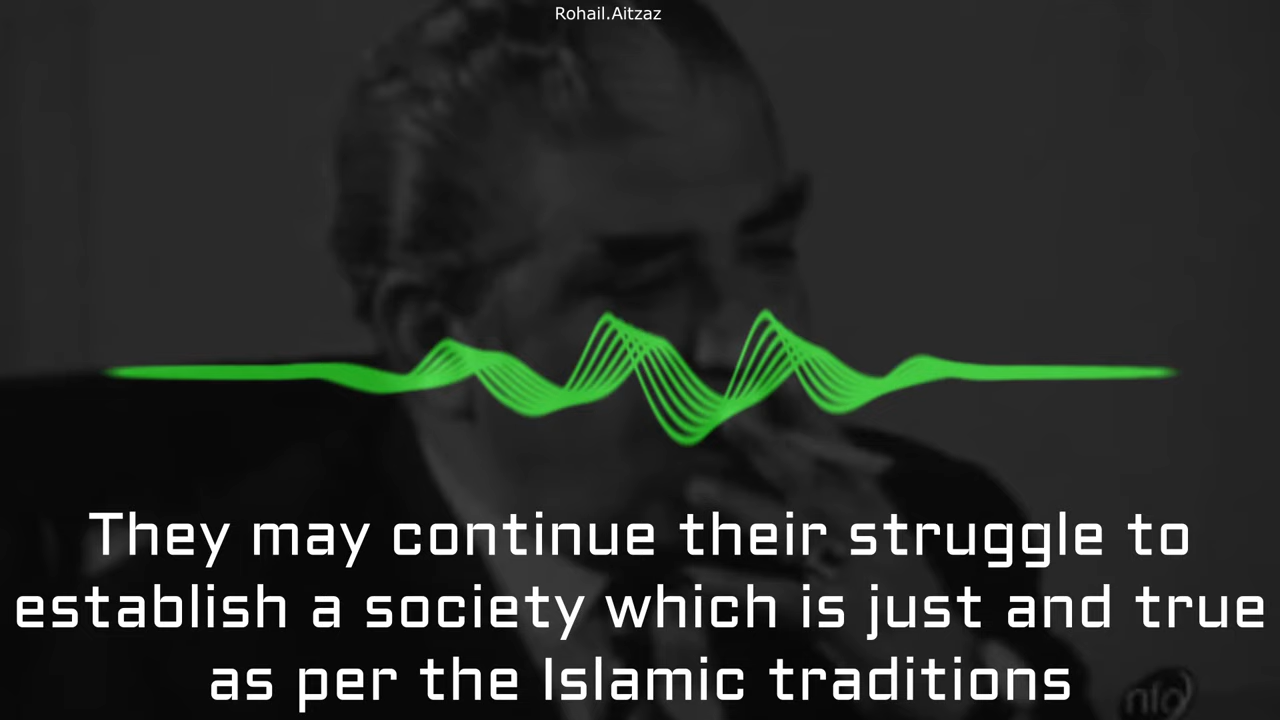 Rohail.Aitzaz
They may continue their struggle to
establish a society which is just and true
as per the Islamic traditions